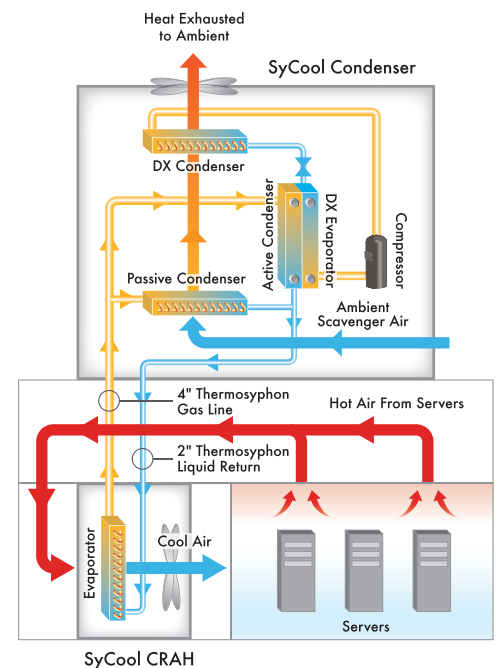 Heat Exhausted
to Ambient
SyCool Condenser
DX Condenser
Active Condenser
DX Evaporator
Compressor
Passive Condenser
Ambient
Scavenger Air
4" Thermosyphon
Gas Line
Hot Air From Servers
2" Thermosyphon
Liquid Return
Evaporator
Cool Air
Servers
SyCool CRAH